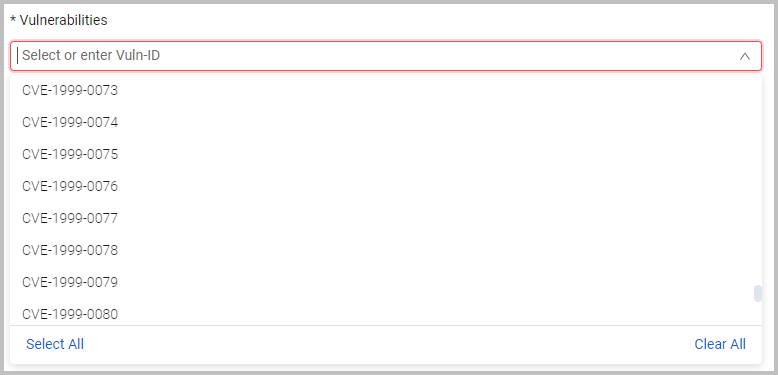 * Vulnerabilities
Select or enter Vuln-ID
CVE-1999-0073
CVE-1999-0074
CVE-1999-0075
CVE-1999-0076
CVE-1999-0077
CVE-1999-0078
CVE-1999-0079
CVE-1999-0080
Select All
Clear All